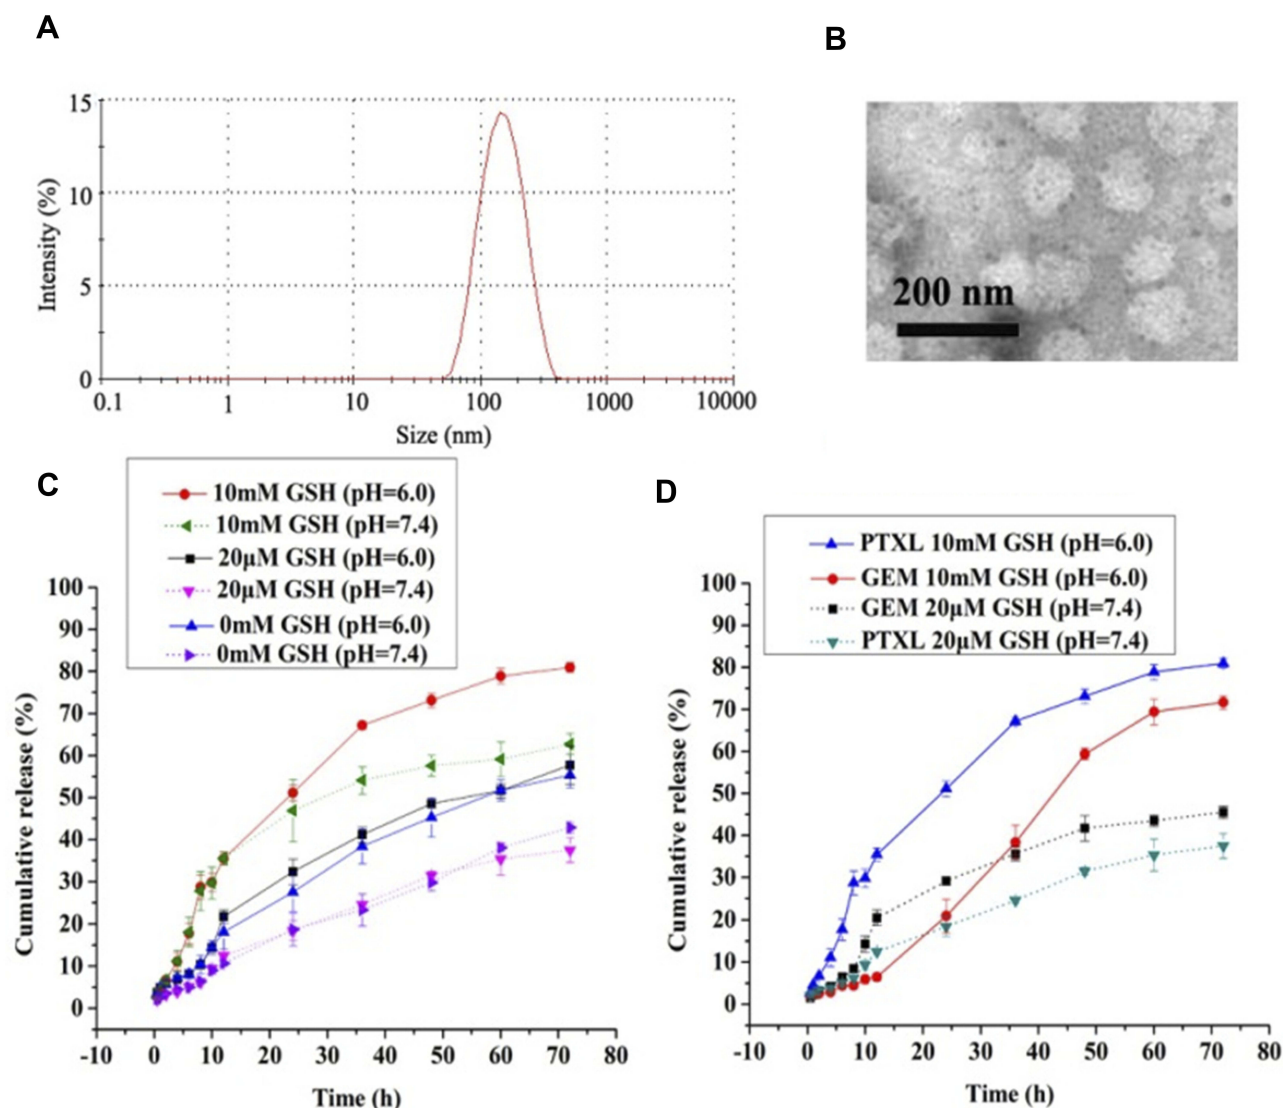 A
B
15
10
5
0
Intensity (%)
0.1 1 10 100 1000 10000
Size (nm)
200 nm
C
10mM GSH (pH=6.0)
10mM GSH (pH=7.4)
20μM GSH (pH=6.0)
20μM GSH (pH=7.4)
0mM GSH (pH=6.0)
0mM GSH (pH=7.4)
100
90
80
70
60
50
40
30
20
10
0
Cumulative release (%)
-10 0 10 20 30 40 50 60 70 80
Time (h)
D
PTXL 10mM GSH (pH=6.0)
GEM 10mM GSH (pH=6.0)
GEM 20μM GSH (pH=7.4)
PTXL 20μM GSH (pH=7.4)
100
90
80
70
60
50
40
30
20
10
0
Cumulative release (%)
-10 0 10 20 30 40 50 60 70 80
Time (h)